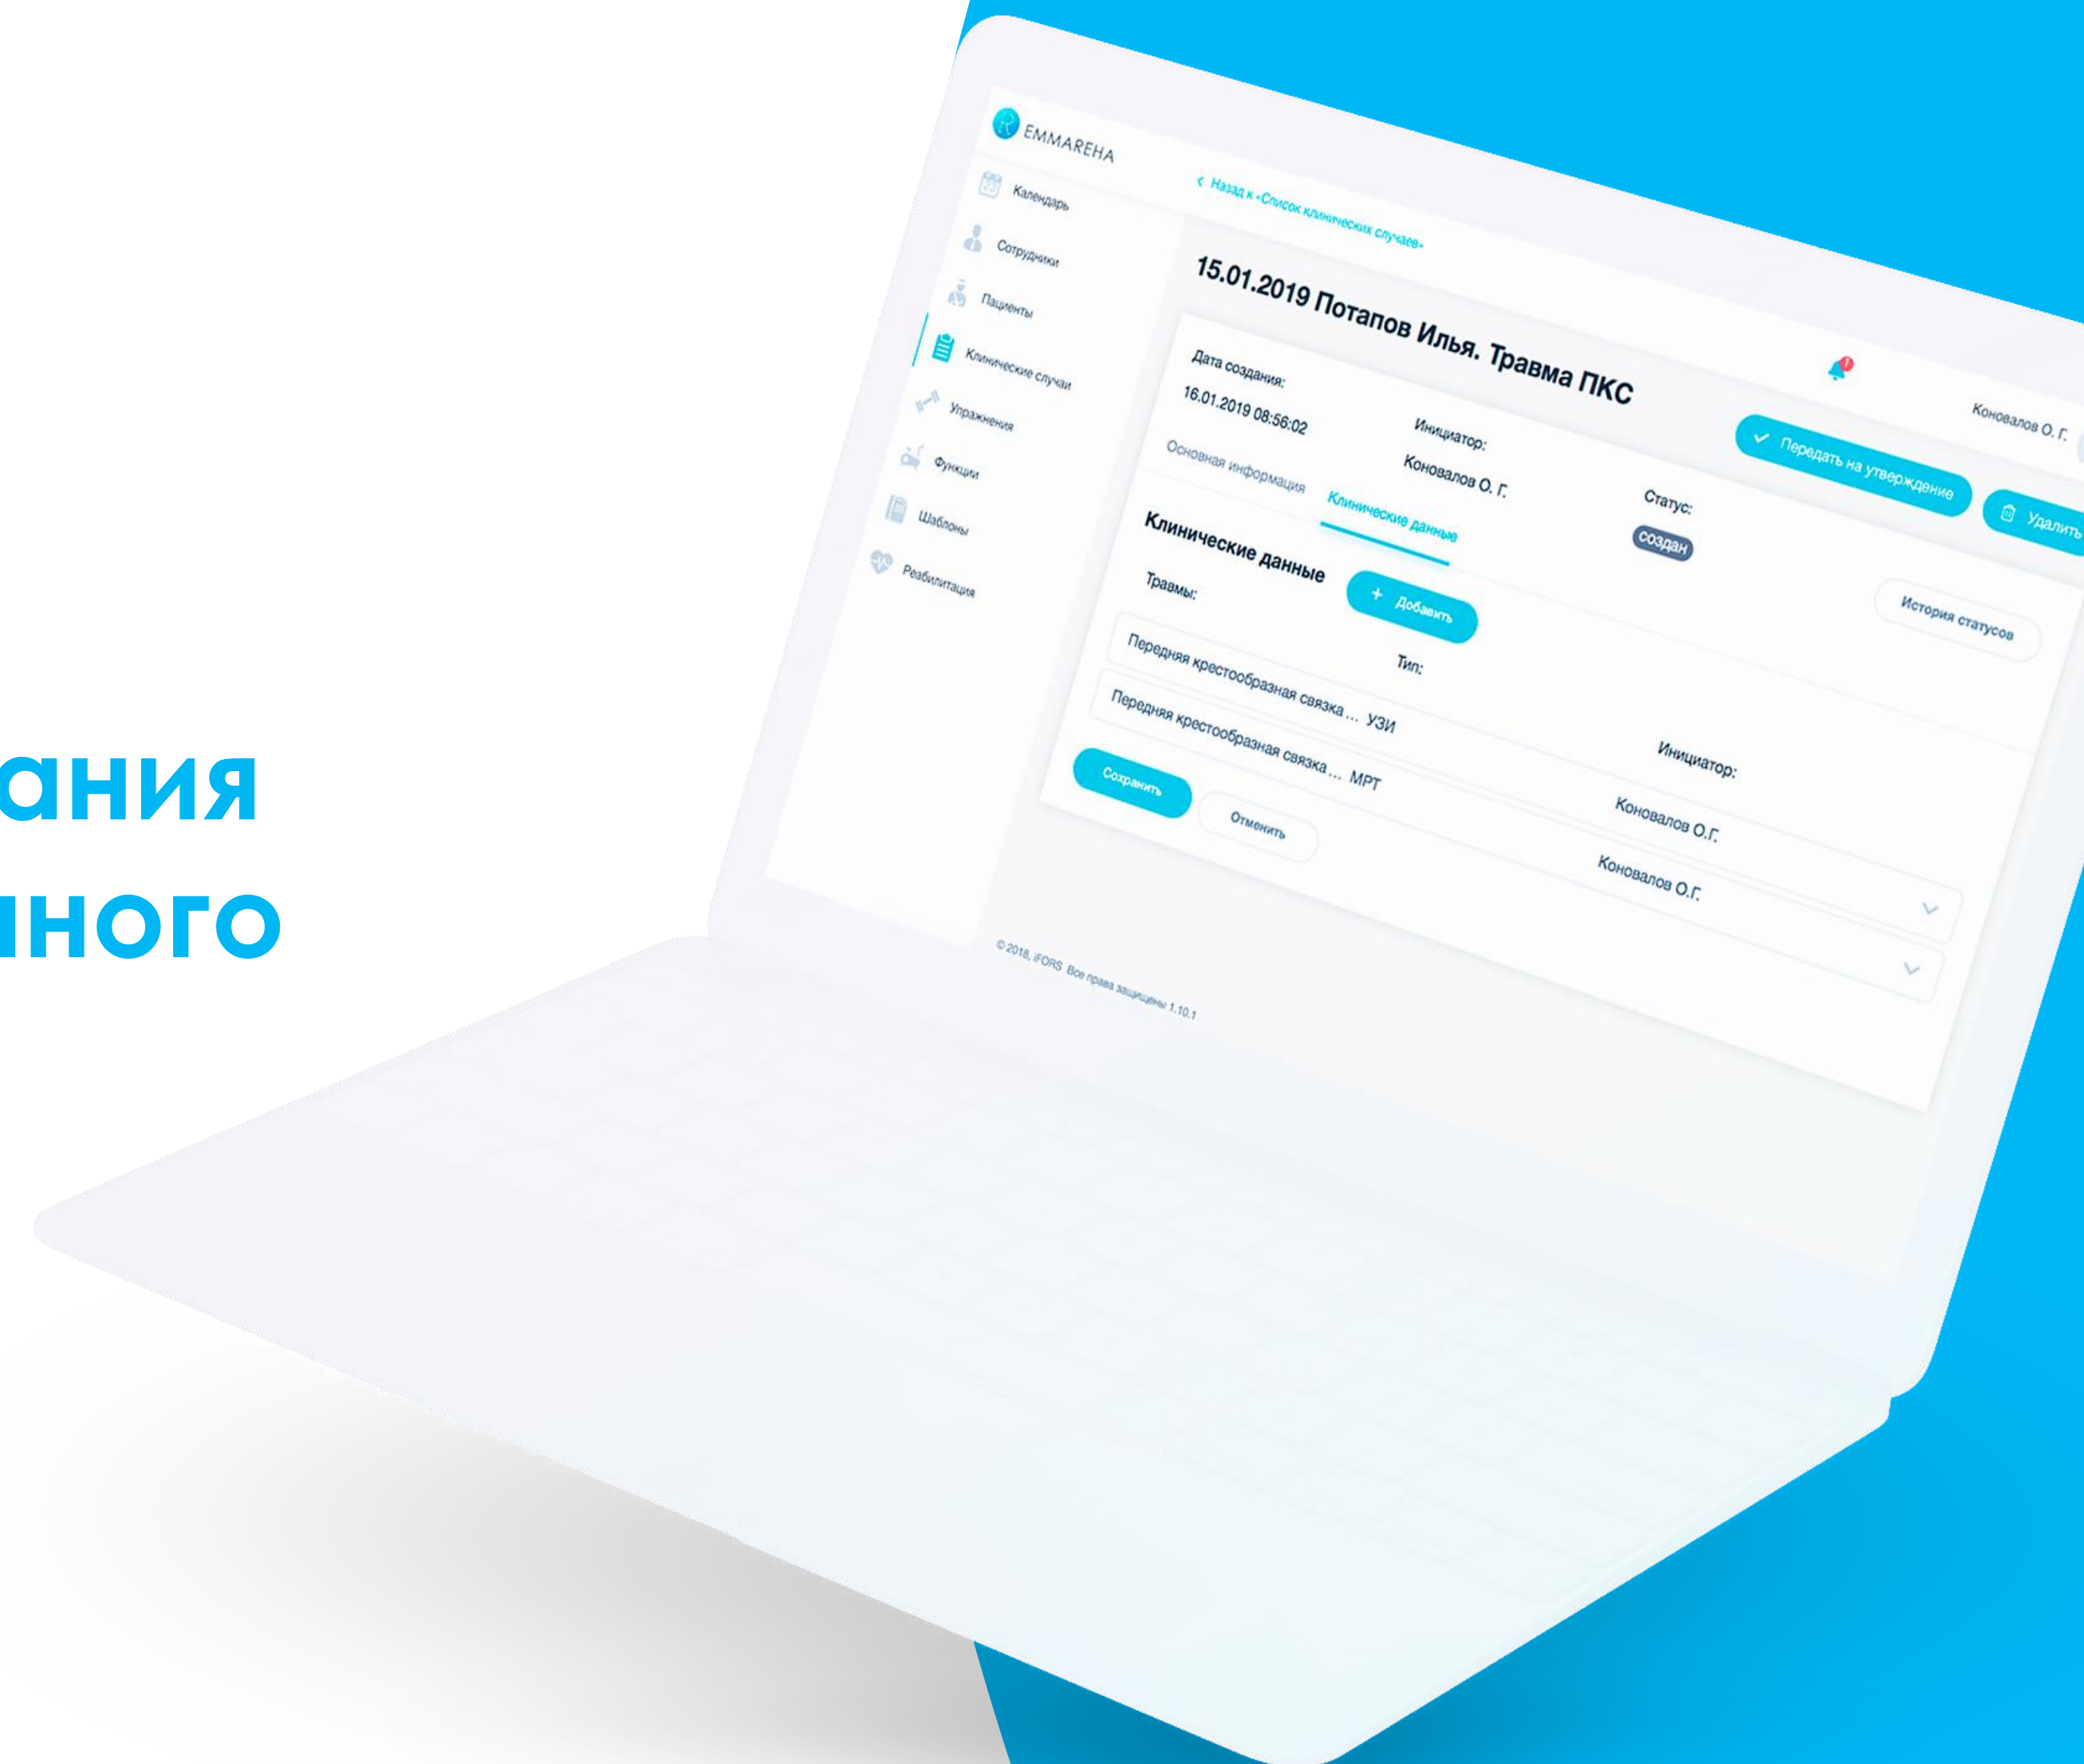 ания
ного
EMMAREHA
Календарь
Сотрудники
Пациенты
Клинические случаи
Упражнения
Функции
Шаблоны
Реабилитация
Назад к «Список клинических случаев»
15.01.2019 Потапов Илья. Травма ПКС
1
Коновалов О. Г.
Передать на утверждение
Удалить
Дата создания:
16.01.2019 08:56:02
Инициатор:
Коновалов О. Г.
Статус:
создан
История статусов
Основная информация
Клинические данные
Клинические данные
+ Добавить
Травмы:
Тип:
Инициатор:
Передняя крестообразная связка ... УЗИ
Коновалов О.Г.
Передняя крестообразная связка ... МРТ
Коновалов О.Г.
Сохранить
Отменить
© 2018, iFORS Все права защищены 1.10.1